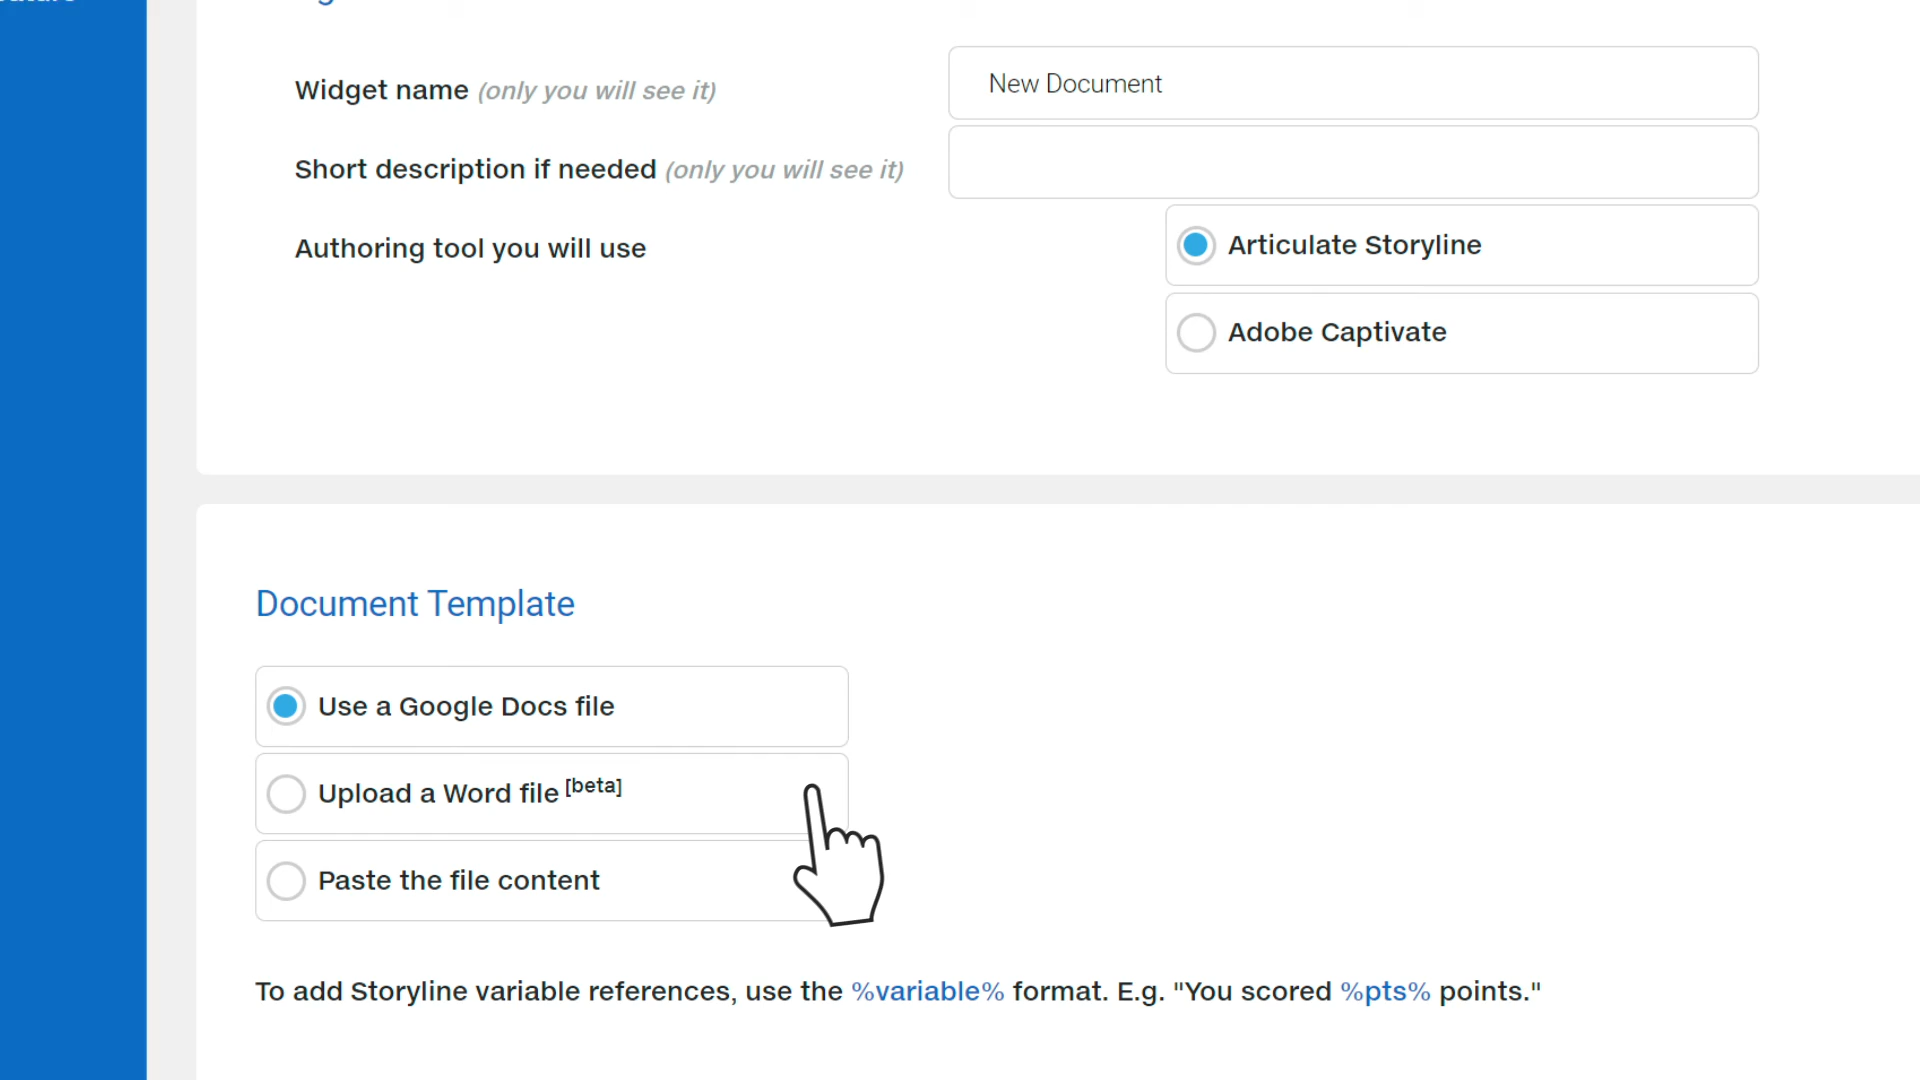 Widget name (only you will see it)
New Document
Short description if needed (only you will see it)
Authoring tool you will use
Articulate Storyline
Adobe Captivate
Document Template
Use a Google Docs file
Upload a Word file [beta]
Paste the file content
To add Storyline variable references, use the %variable% format. E.g. "You scored %pts% points."